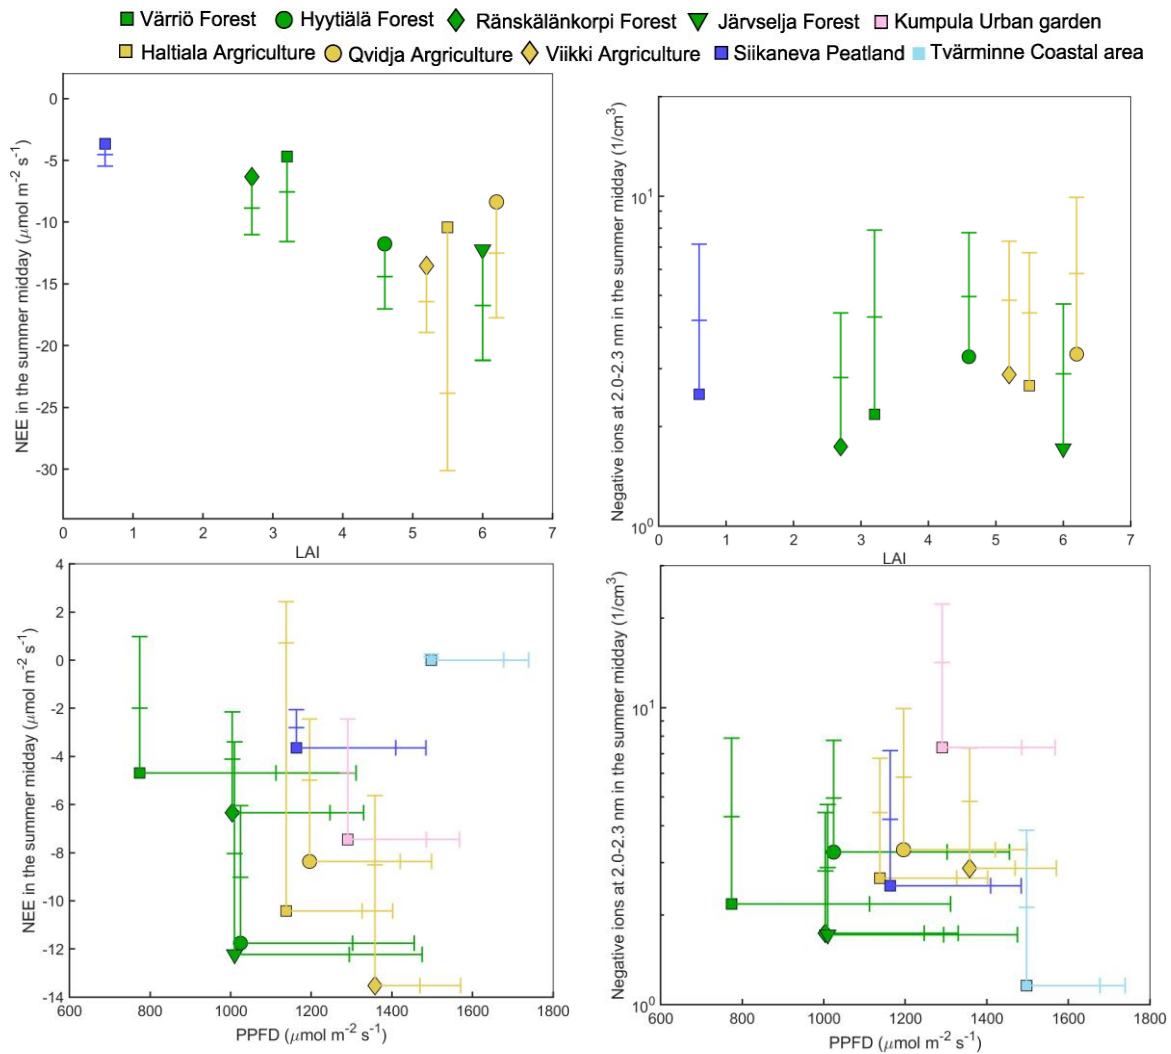 Värriö Forest Hyytiälä Forest Ränskälänkorpi Forest Järvselja Forest Kumpula Urban garden
Haltiala Argriculture Qvidja Argriculture Viikki Argriculture Siikaneva Peatland Tvärminne Coastal area
NEE in the summer midday (μmol m-2 s-1)
0
-5
-10
-15
-20
-25
-30
0 1 2 3 4 5 6 7
LAI
Negative ions at 2.0-2.3 nm in the summer midday (1/cm3)
10^1
10^0
0 1 2 3 4 5 6 7
LAI
NEE in the summer midday (μmol m-2 s-1)
4
2
0
-2
-4
-6
-8
-10
-12
-14
600 800 1000 1200 1400 1600 1800
PPFD (μmol m-2 s-1)
Negative ions at 2.0-2.3 nm in the summer midday (1/cm3)
10^1
10^0
600 800 1000 1200 1400 1600 1800
PPFD (μmol m-2 s-1)